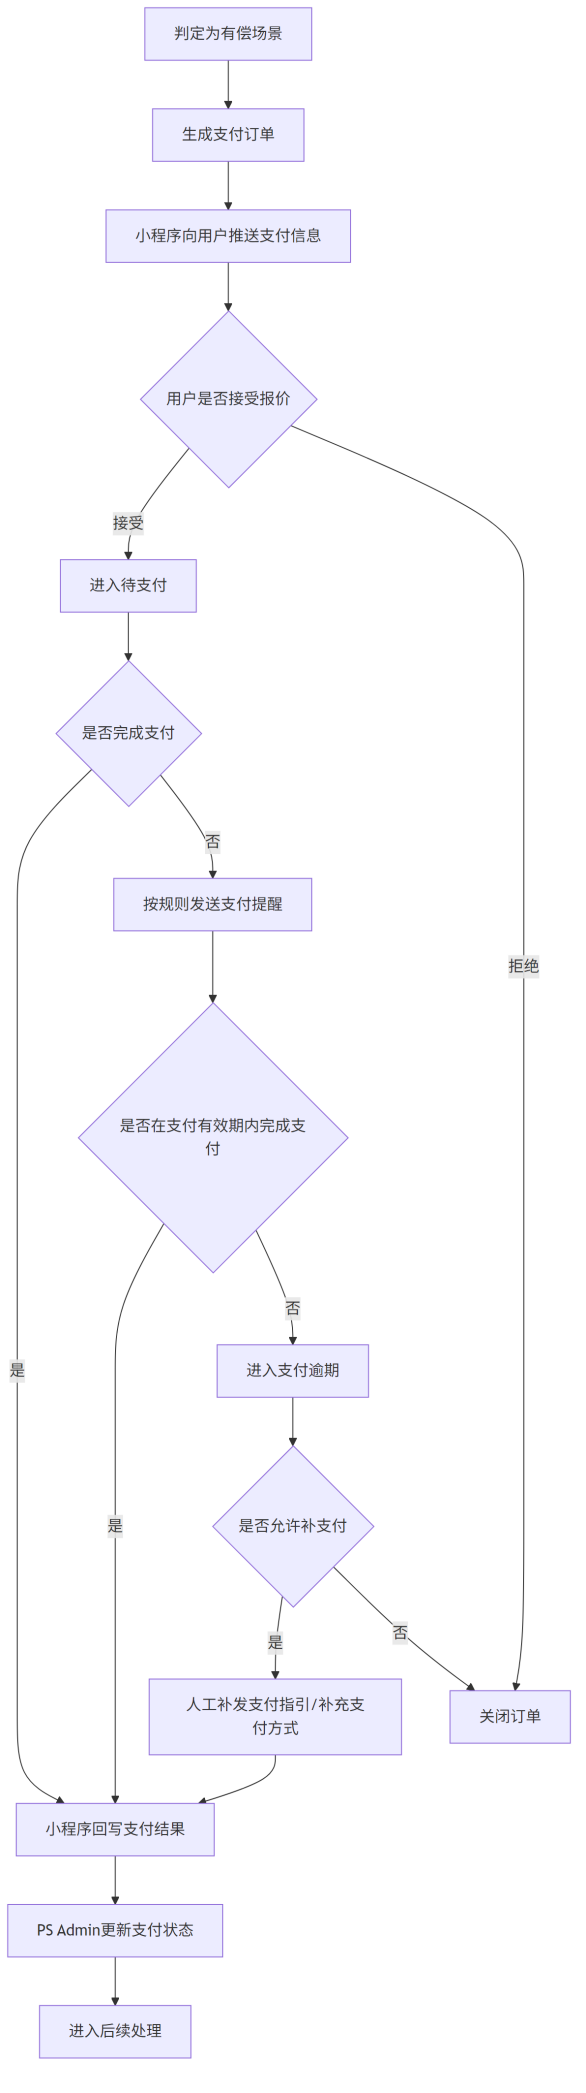 判定为有偿场景
生成支付订单
小程序向用户推送支付信息
用户是否接受报价
接受
进入待支付
是否完成支付
否
按规则发送支付提醒
拒绝
是否在支付有效期内完成支
付
否
进入支付逾期
是
是
是否允许补支付
否
是
人工补发支付指引/补充支
付方式
关闭订单
小程序回写支付结果
PS Admin更新支付状态
进入后续处理